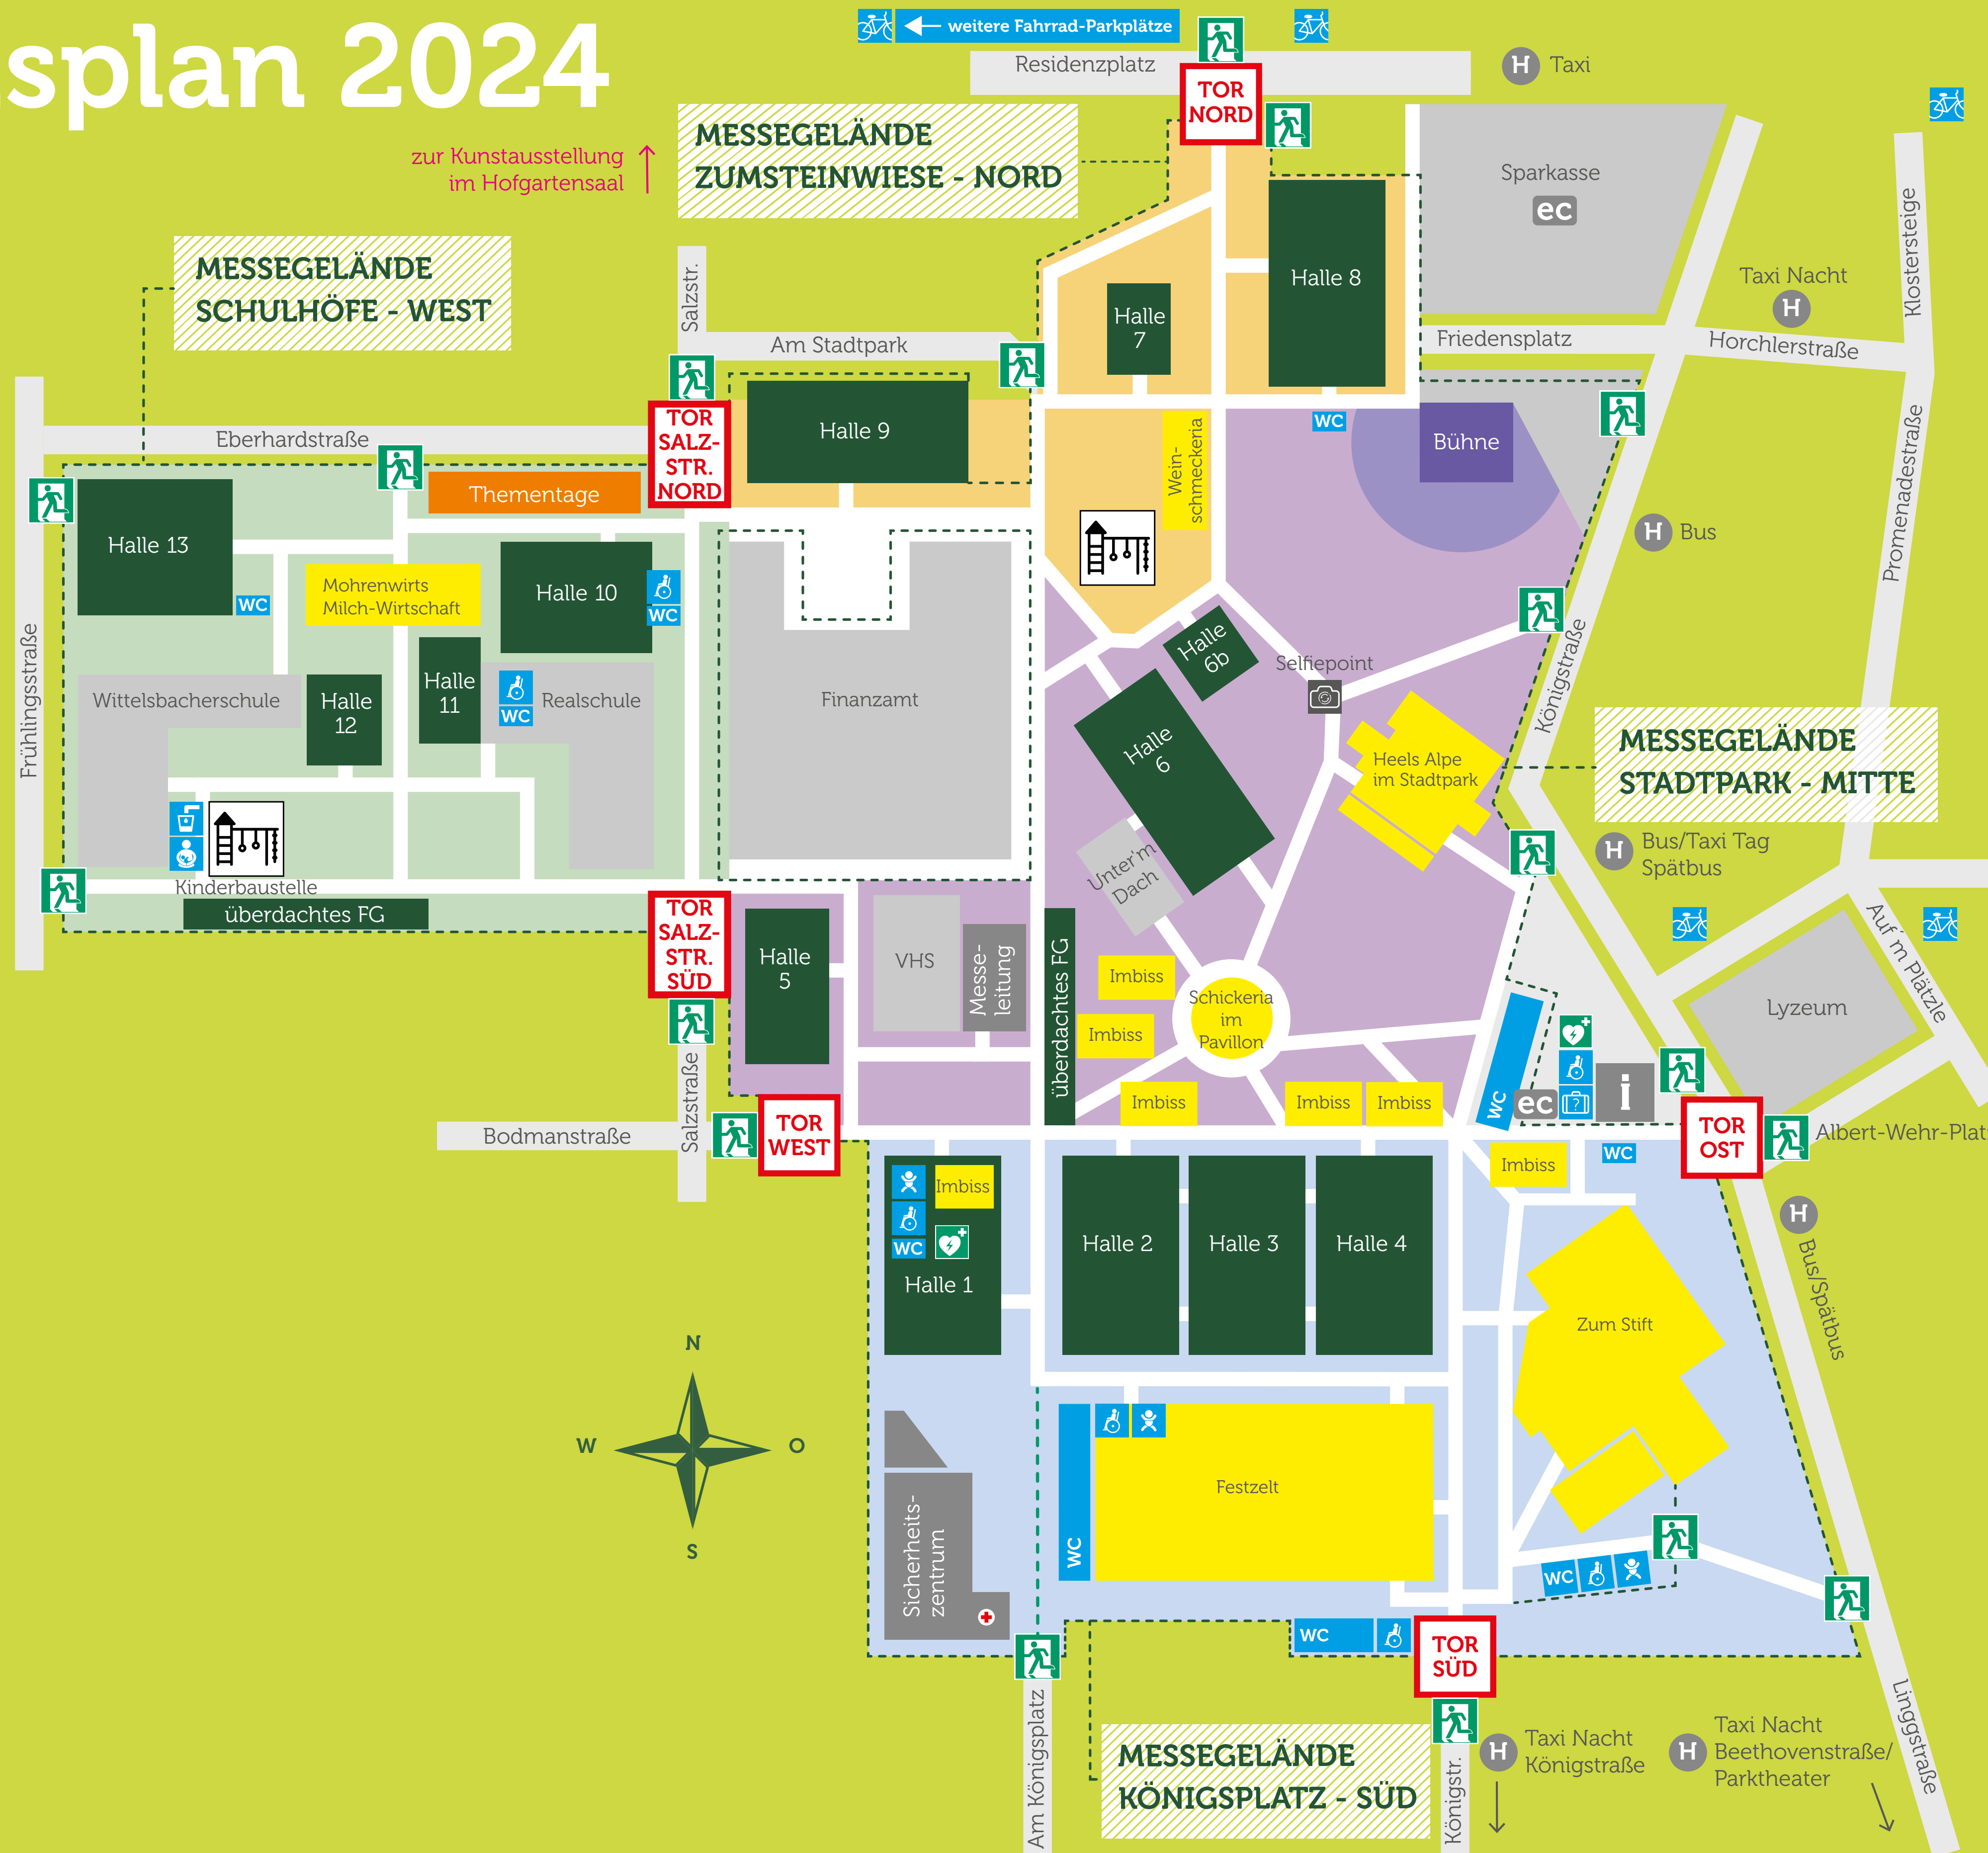 splan 2024
weitere Fahrrad-Parkplätze
Residenzplatz
TOR
NORD
H
Taxi
MESSEGELÄNDE
ZUMSTEINWIESE - NORD
zur Kunstausstellung
im Hofgartensaal
Sparkasse
ec
Klostersteige
MESSEGELÄNDE
SCHULHÖFE - WEST
Salzstr.
Am Stadtpark
Halle
7
Halle 8
Taxi Nacht
H
Friedensplatz
Horchlerstraße
Eberhardstraße
TOR
SALZ-
STR.
NORD
Halle 9
Wein-
schmeckeria
WC
Bühne
Promenadestraße
Thementage
Halle 13
WC
Mohrenwirts
Milch-Wirtschaft
Halle 10
WC
H
Bus
Frühlingsstraße
Wittelsbacherschule
Halle
12
Halle
11
WC
Realschule
Finanzamt
Halle
6b
Selfiepoint
Königstraße
Halle
6
Heels Alpe
im Stadtpark
MESSEGELÄNDE
STADTPARK - MITTE
H
Bus/Taxi Tag
Spätbus
Unter'm
Dach
Kinderbaustelle
überdachtes FG
TOR
SALZ-
STR.
SÜD
Halle
5
VHS
Messe-
leitung
überdachtes FG
Imbiss
Imbiss
Schickeria
im
Pavillon
Auf´m Plätzle
Lyzeum
Imbiss
Imbiss
Imbiss
WC
ec
?
i
Salzstraße
Bodmanstraße
TOR
WEST
TOR
OST
Albert-Wehr-Plat
WC
Imbiss
Imbiss
WC
Halle 1
Halle 2
Halle 3
Halle 4
H
Bus/Spätbus
Zum Stift
N
W
O
S
Festzelt
WC
Sicherheits-
zentrum
WC
WC
TOR
SÜD
Am Königsplatz
MESSEGELÄNDE
KÖNIGSPLATZ - SÜD
Königstr.
H
Taxi Nacht
Königstraße
H
Taxi Nacht
Beethovenstraße/
Parktheater
Linggstraße